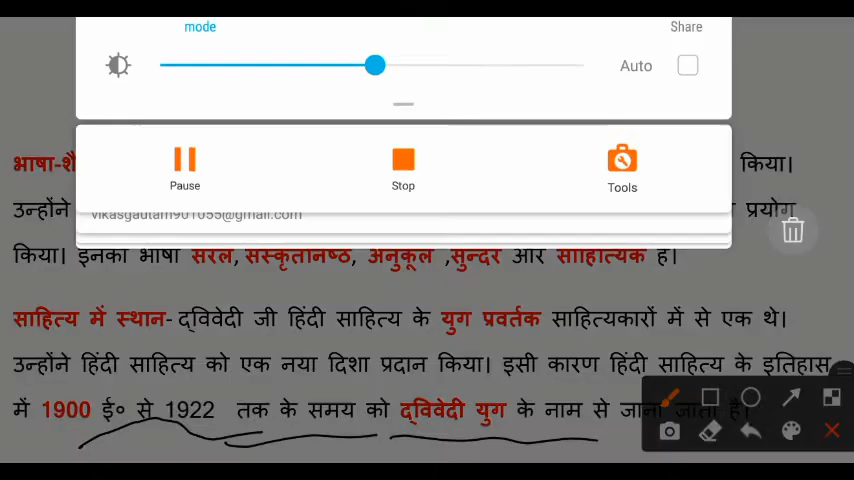 mode
Share
Auto
Pause
Stop
Tools
vikasgautam901055@gmail.com
भाषा-शै किया।
उन्होंने प्रयोग
किया। इनकी भाषा सरल, संस्कृतनिष्ठ, अनुकूल ,सुन्दर और साहित्यिक है।
साहित्य में स्थान- द्विवेदी जी हिंदी साहित्य के युग प्रवर्तक साहित्यकारों में से एक थे।
उन्होंने हिंदी साहित्य को एक नया दिशा प्रदान किया। इसी कारण हिंदी साहित्य के इतिहास
में 1900 ई० से 1922 तक के समय को द्विवेदी युग के नाम से जाना जाता है।